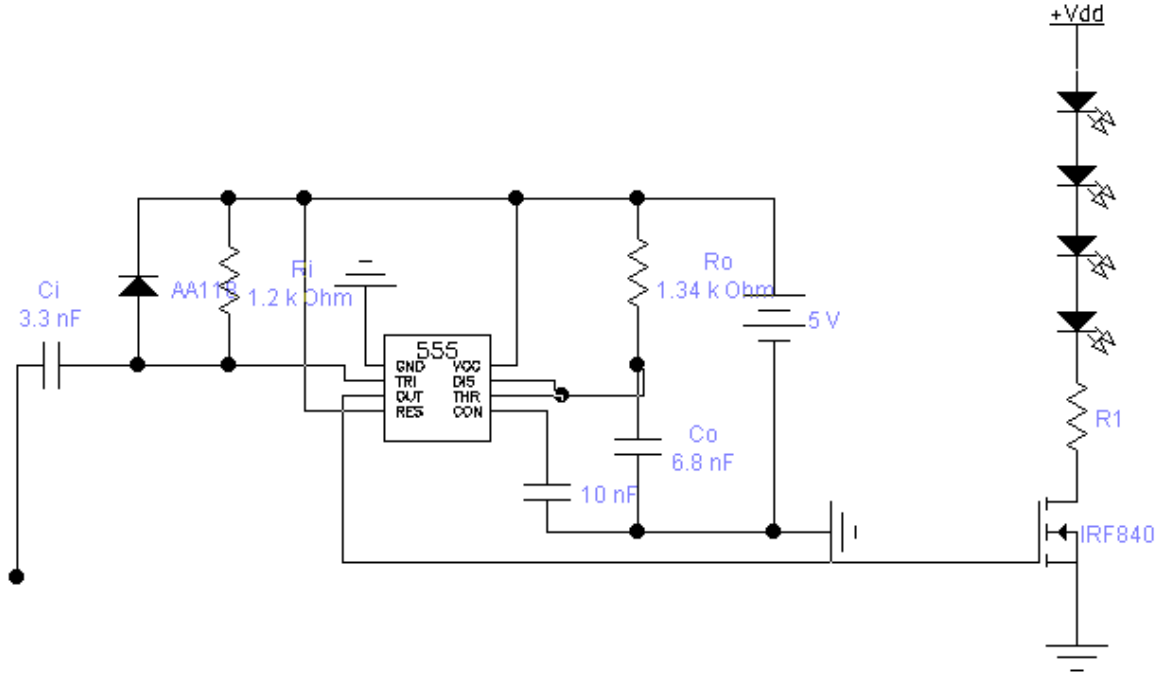 +Vdd
Ci
3.3 nF
AA118
Ri
1.2 k Ohm
Ro
1.34 k Ohm
5 V
555
GND VCC
TRI DIS
OUT THR
RES CON
R1
Co
6.8 nF
10 nF
IRF840